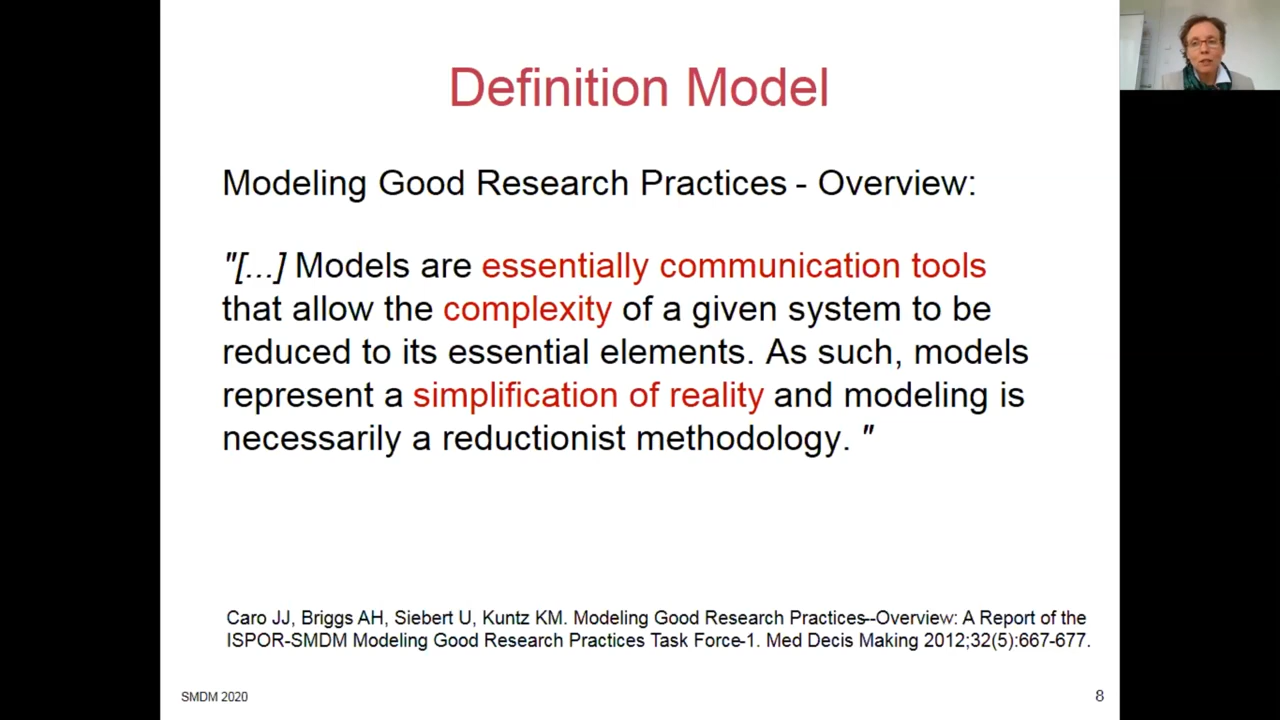 Definition Model
Modeling Good Research Practices - Overview:
"[...] Models are essentially communication tools
that allow the complexity of a given system to be
reduced to its essential elements. As such, models
represent a simplification of reality and modeling is
necessarily a reductionist methodology. "
Caro JJ, Briggs AH, Siebert U, Kuntz KM. Modeling Good Research Practices--Overview: A Report of the
ISPOR-SMDM Modeling Good Research Practices Task Force-1. Med Decis Making 2012;32(5):667-677.
SMDM 2020
8